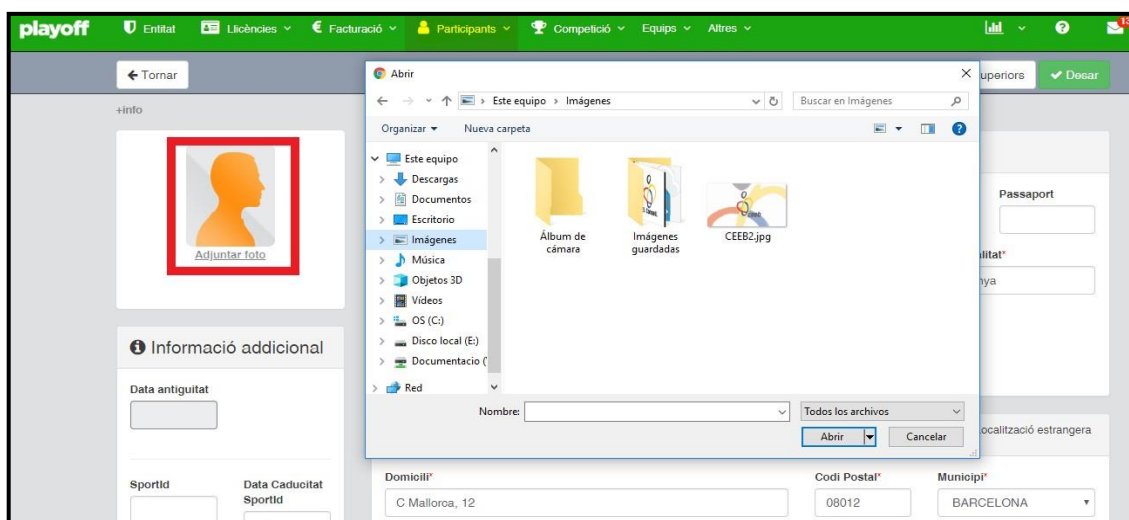 playoff Entitat Llicències € Facturació Participants Competició Equips Altres ? 13
Tornar
Abrir
uperiors Desar
Este equipo > Imágenes Buscar en Imágenes
+info
Organizar Nueva carpeta ?
Este equipo
Descargas
Documentos
Escritorio
Imágenes
Música
Objetos 3D
Vídeos
OS (C:)
Disco local (E:)
Documentacio (
Red
Álbum de cámara
Imágenes guardadas
CEEB2.jpg
Adjuntar foto
Passaport
litat*
nya
Informació addicional
Data antiguitat
Nombre: Todos los archivos
Abrir Cancelar
ocalització estrangera
SportId Data Caducitat SportId
Domicili* Codi Postal* Municipi*
C Mallorca, 12 08012 BARCELONA